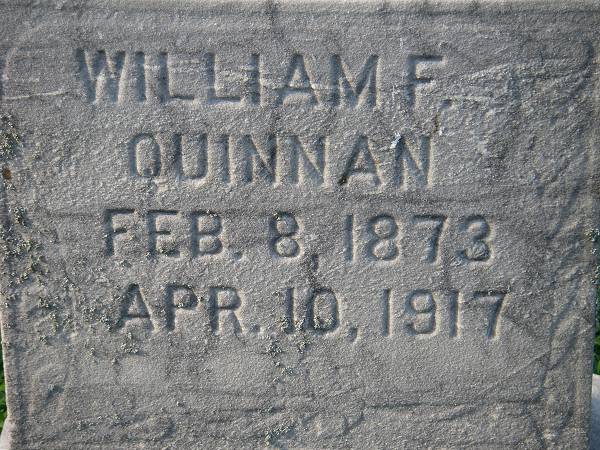 WILLIAM F.
QUINNAN
FEB. 8, 1873
APR. 10, 1917